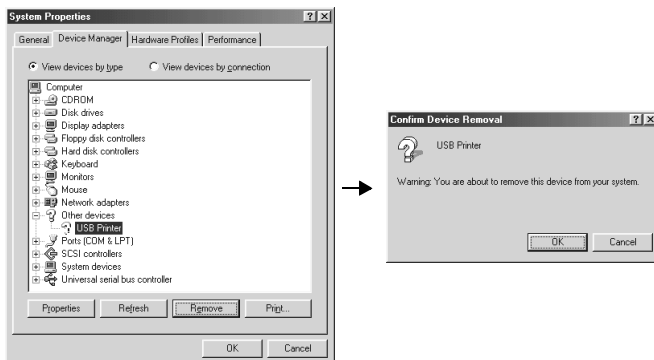 System Properties
General Device Manager Hardware Profiles Performance
View devices by type View devices by connection
Computer
CDROM
Disk drives
Display adapters
Floppy disk controllers
Hard disk controllers
Keyboard
Monitors
Mouse
Network adapters
Other devices
USB Printer
Ports (COM & LPT)
SCSI controllers
System devices
Universal serial bus controller
Properties Refresh Remove Print...
OK Cancel
Confirm Device Removal
USB Printer
Warning: You are about to remove this device from your system.
OK Cancel